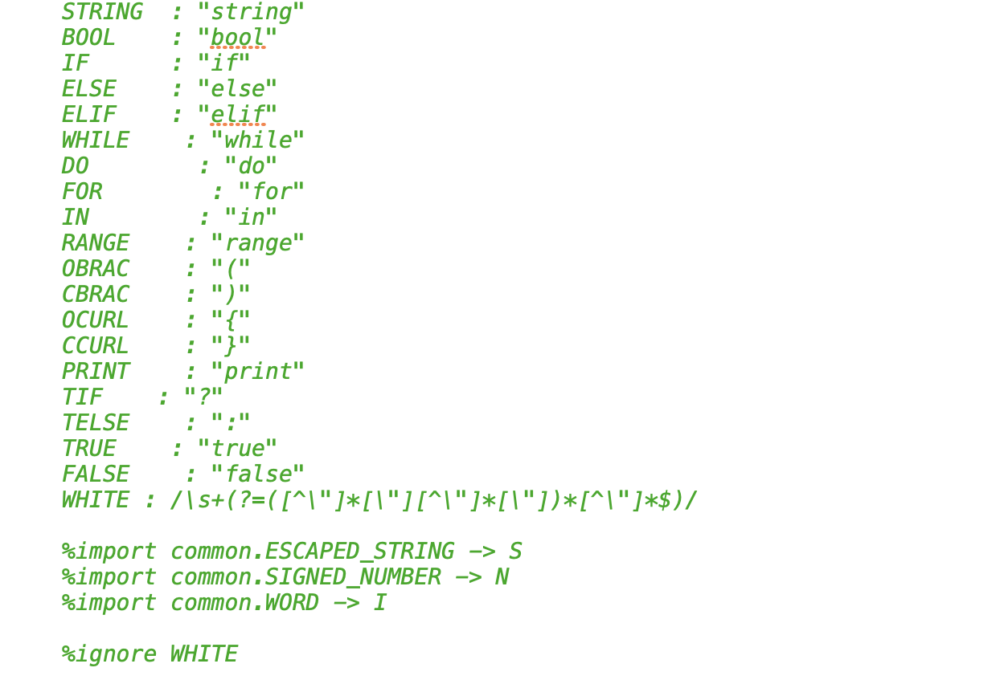 STRING  : "string"
BOOL    : "bool"
IF      : "if"
ELSE    : "else"
ELIF    : "elif"
WHILE    : "while"
DO        : "do"
FOR        : "for"
IN        : "in"
RANGE    : "range"
OBRAC    : "("
CBRAC    : ")"
OCURL    : "{"
CCURL    : "}"
PRINT    : "print"
TIF    : "?"
TELSE    : ":"
TRUE    : "true"
FALSE    : "false"
WHITE : /\s+(?=([^\"]*[\"][^\"]*[\"])*[^\"]*$)/
%import common.ESCAPED_STRING -> S
%import common.SIGNED_NUMBER -> N
%import common.WORD -> I
%ignore WHITE